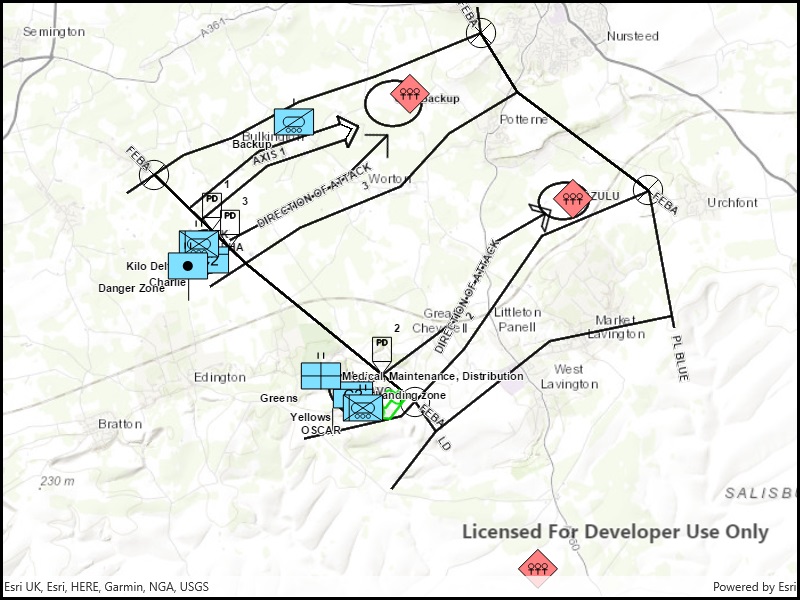 Semington
A361
FEBA
Nursteed
Backup
Potterne
Bulkington
Backup
AXIS 1
FEBA
Worton
DIRECTION OF ATTACK
3
1
PD
3
PD
ZULU
FEBA
Urchfont
HA
Kilo Del
Charlie
Danger Zone
DIRECTION OF ATTACK
2
Great
Cheverell
Littleton
Panell
Market
Lavington
PL BLUE
2
PD
Edington
Medical, Maintenance, Distribution
West
Lavington
Greens
anding zone
Yellows
OSCAR
FEBA
LD
Bratton
230 m
SALISBU
Licensed For Developer Use Only
Esri UK, Esri, HERE, Garmin, NGA, USGS
Powered by Esri